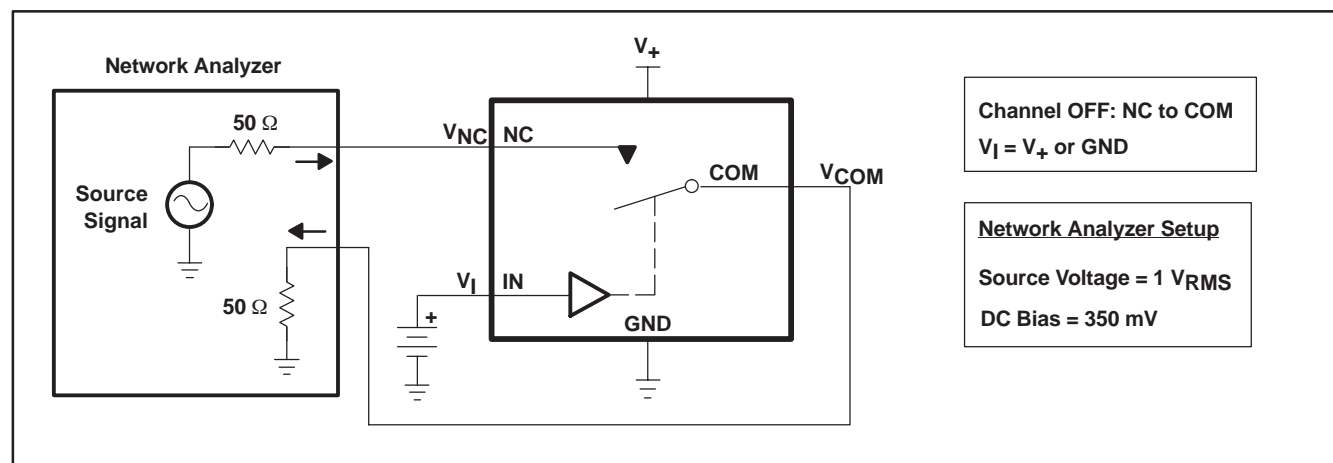 Network Analyzer
50 Ω
Source
Signal
50 Ω
V+
VNC
NC
COM
VCOM
VI
IN
+
GND
Channel OFF: NC to COM
VI = V+ or GND
Network Analyzer Setup
Source Voltage = 1 VRMS
DC Bias = 350 mV